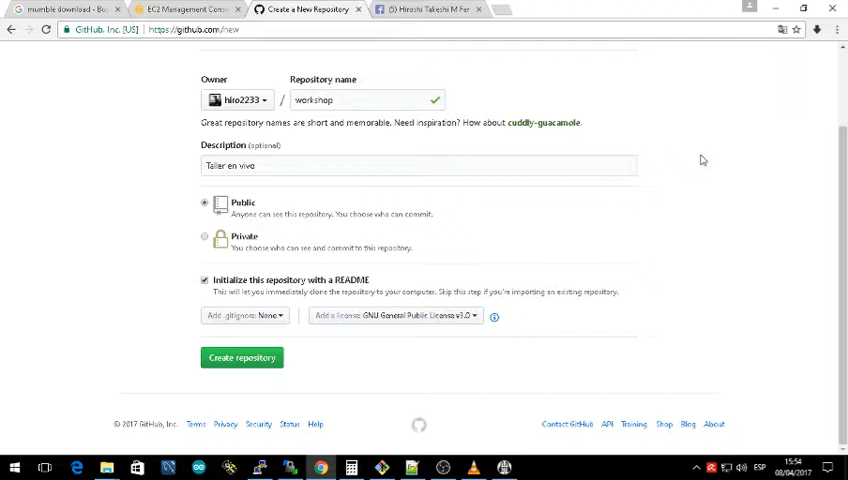 mumble download - Bu
EC2 Management Cons
Create a New Repository
(5) Hiroshi Takeshi M Fer
GitHub, Inc. [US]
https://github.com/new
Owner
Repository name
hiro2233
/
workshop
Great repository names are short and memorable. Need inspiration? How about cuddly-guacamole.
Description (optional)
Taller en vivo
Public
Anyone can see this repository. You choose who can commit.
Private
You choose who can see and commit to this repository.
Initialize this repository with a README
This will let you immediately clone the repository to your computer. Skip this step if you're importing an existing repository.
Add .gitignore: None
Add a license: GNU General Public License v3.0
Create repository
© 2017 GitHub, Inc. Terms Privacy Security Status Help
Contact GitHub API Training Shop Blog About
ESP
15:54
08/04/2017